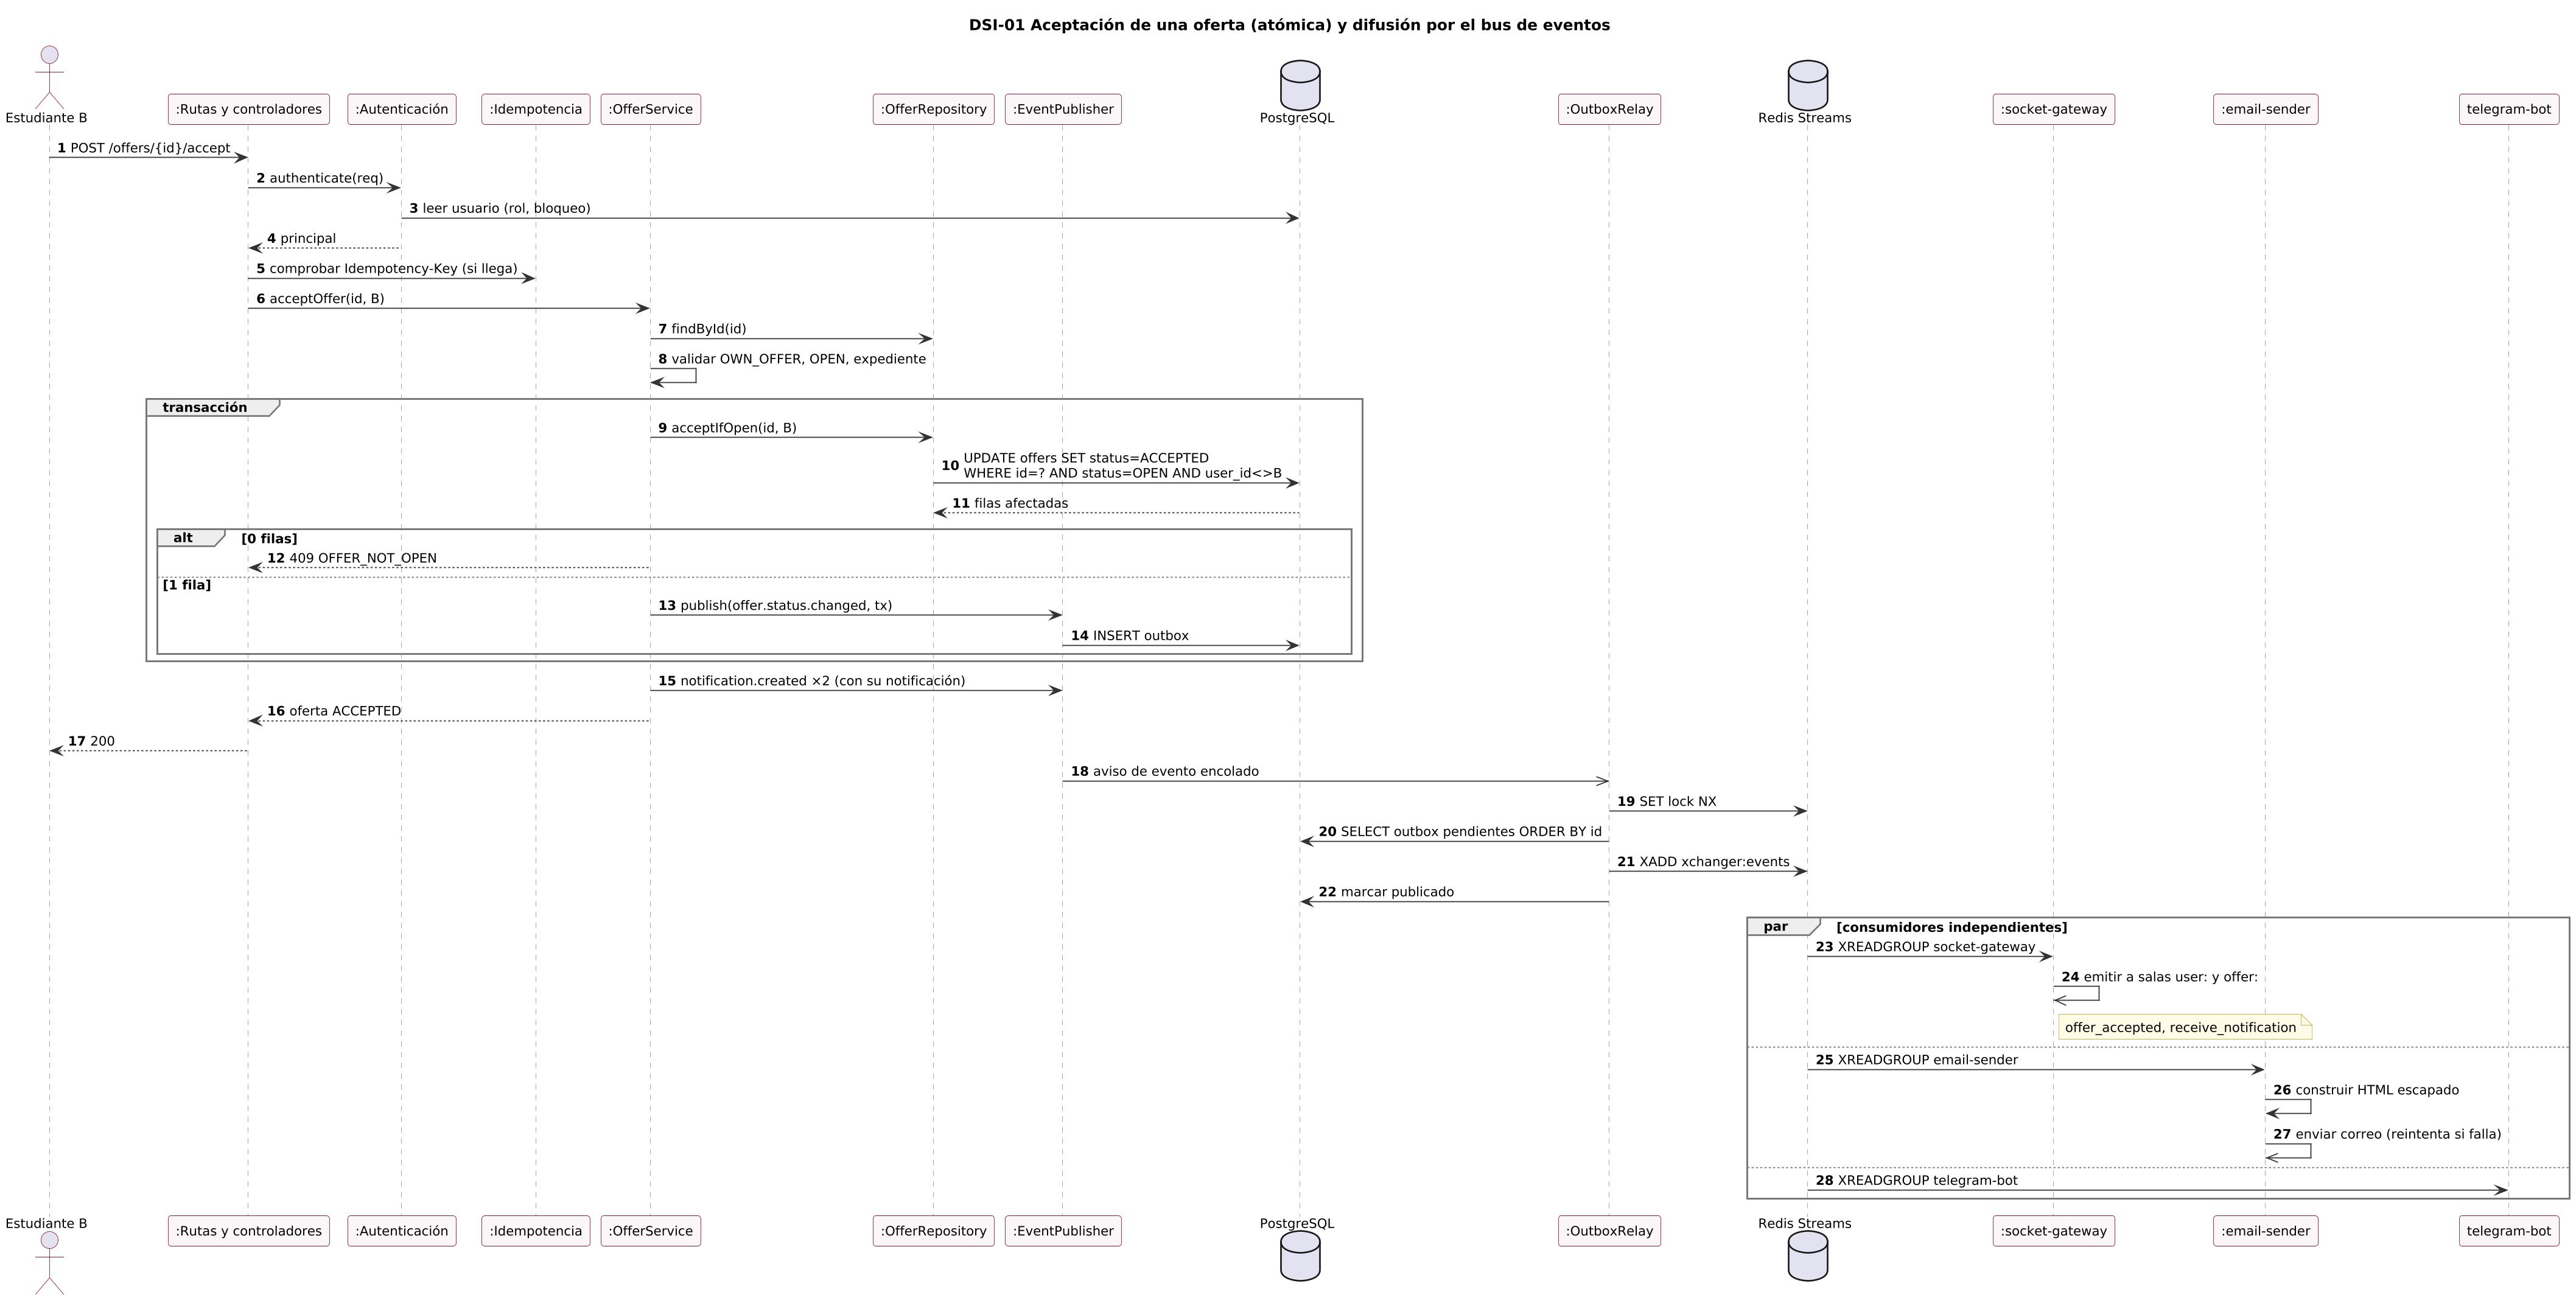 DSI-01 Aceptación de una oferta (atómica) y difusión por el bus de eventos
Estudiante B
:Rutas y controladores
:Autenticación
:Idempotencia
:OfferService
:OfferRepository
:EventPublisher
PostgreSQL
:OutboxRelay
Redis Streams
:socket-gateway
:email-sender
telegram-bot
1 POST /offers/{id}/accept
2 authenticate(req)
3 leer usuario (rol, bloqueo)
4 principal
5 comprobar Idempotency-Key (si llega)
6 acceptOffer(id, B)
7 findById(id)
8 validar OWN_OFFER, OPEN, expediente
transacción
9 acceptIfOpen(id, B)
10 UPDATE offers SET status=ACCEPTED
WHERE id=? AND status=OPEN AND user_id<>B
11 filas afectadas
alt [0 filas]
12 409 OFFER_NOT_OPEN
[1 fila]
13 publish(offer.status.changed, tx)
14 INSERT outbox
15 notification.created ×2 (con su notificación)
16 oferta ACCEPTED
17 200
18 aviso de evento encolado
19 SET lock NX
20 SELECT outbox pendientes ORDER BY id
21 XADD xchanger:events
22 marcar publicado
par [consumidores independientes]
23 XREADGROUP socket-gateway
24 emitir a salas user: y offer:
offer_accepted, receive_notification
25 XREADGROUP email-sender
26 construir HTML escapado
27 enviar correo (reintenta si falla)
28 XREADGROUP telegram-bot
Estudiante B
:Rutas y controladores
:Autenticación
:Idempotencia
:OfferService
:OfferRepository
:EventPublisher
PostgreSQL
:OutboxRelay
Redis Streams
:socket-gateway
:email-sender
telegram-bot